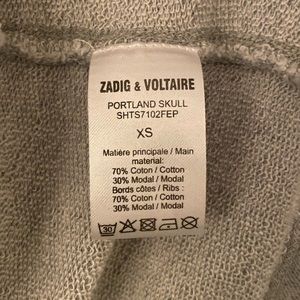 ZADIG & VOLTAIRE
PORTLAND SKULL
SHTS7102FEP
XS
Matière principale / Main
material:
70% Coton / Cotton
30% Modal / Modal
Bords côtes / Ribs :
70% Coton / Cotton
30% Modal / Modal
30